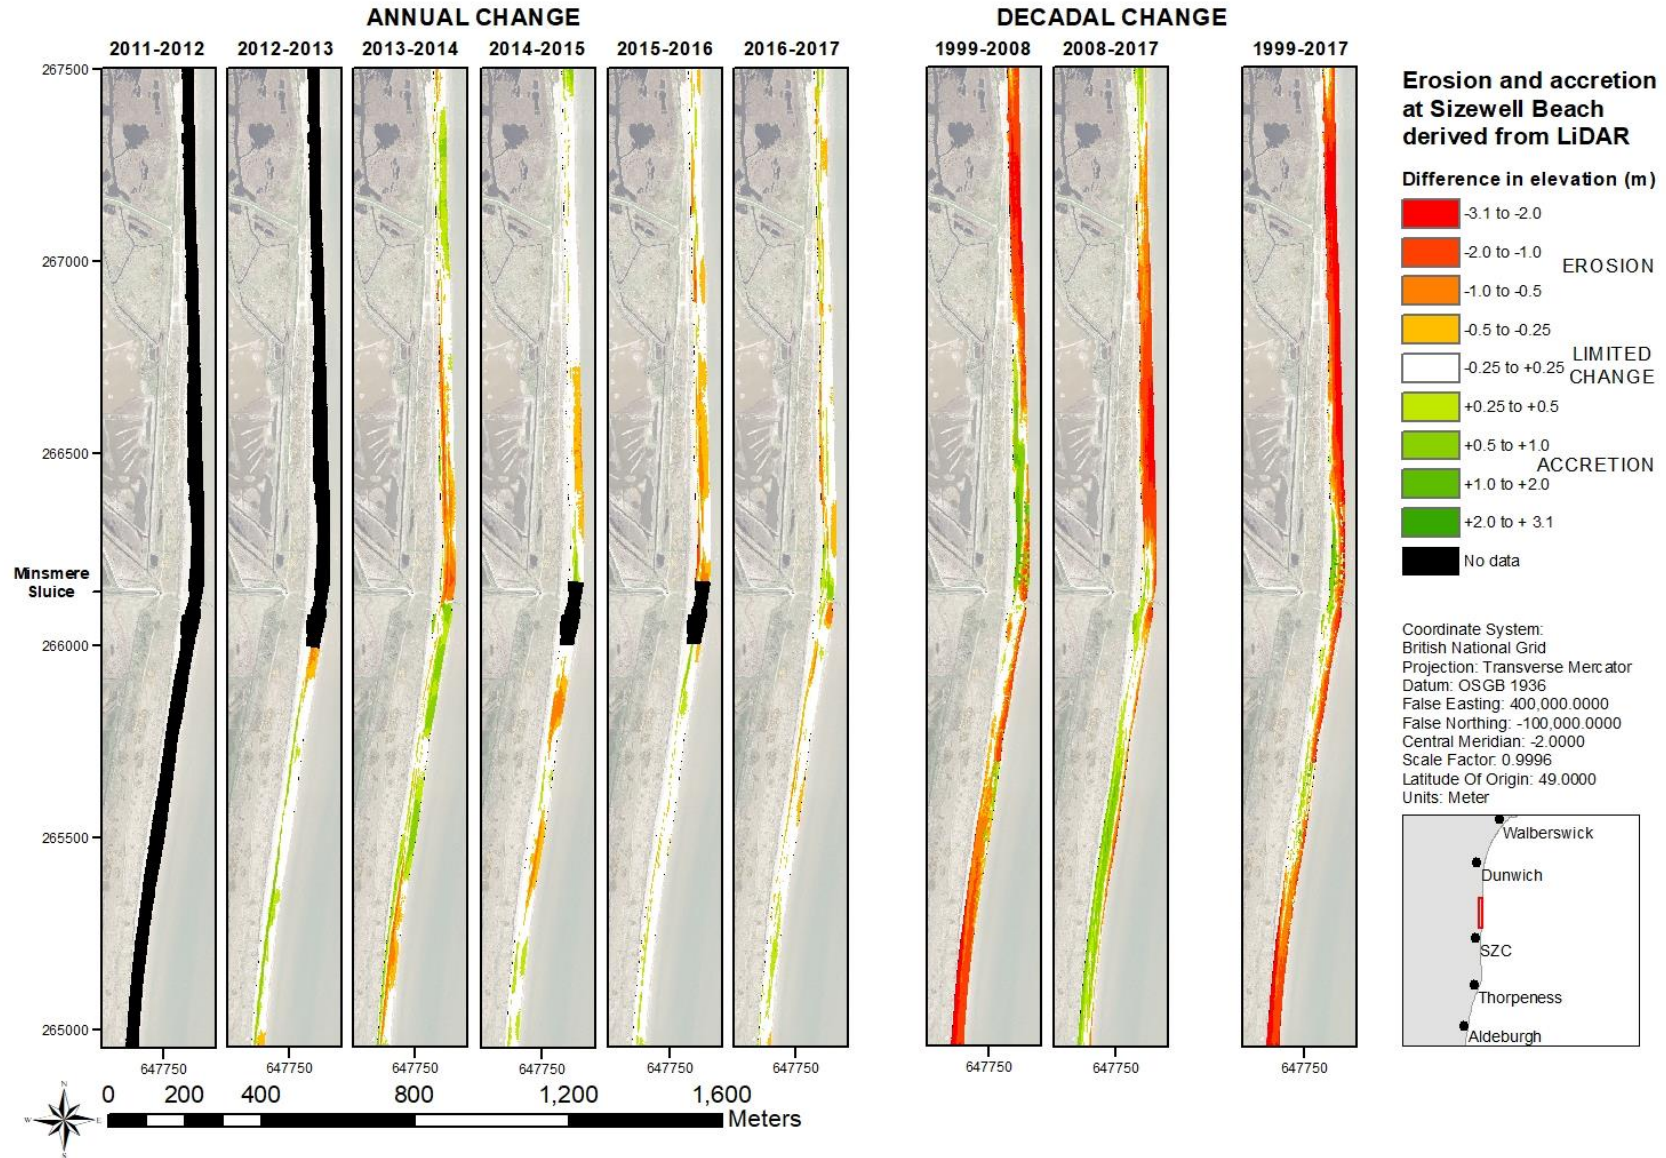 ANNUAL CHANGE
DECADAL CHANGE
2011-2012
2012-2013
2013-2014
2014-2015
2015-2016
2016-2017
1999-2008
2008-2017
1999-2017
267500
267000
266500
Minsmere
Sluice
266000
265500
265000
647750
647750
647750
647750
647750
647750
647750
647750
647750
N
W
E
S
0
200
400
800
1,200
1,600
Meters
Erosion and accretion
at Sizewell Beach
derived from LiDAR
Difference in elevation (m)
-3.1 to -2.0
-2.0 to -1.0
EROSION
-1.0 to -0.5
-0.5 to -0.25
LIMITED
-0.25 to +0.25
CHANGE
+0.25 to +0.5
+0.5 to +1.0
ACCRETION
+1.0 to +2.0
+2.0 to + 3.1
No data
Coordinate System:
British National Grid
Projection: Transverse Mercator
Datum: OSGB 1936
False Easting: 400,000.0000
False Northing: -100,000.0000
Central Meridian: -2.0000
Scale Factor: 0.9996
Latitude Of Origin: 49.0000
Units: Meter
Walberswick
Dunwich
SZC
Thorpeness
Aldeburgh